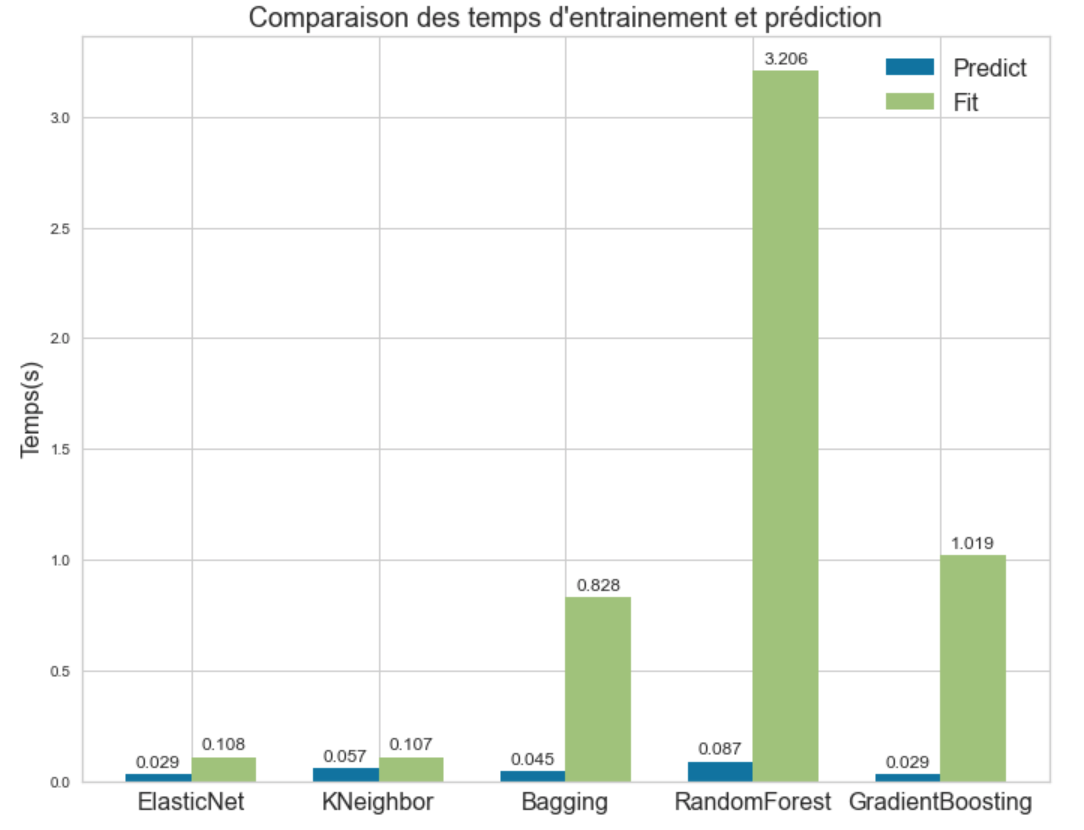 Comparaison des temps d'entrainement et prédiction
Predict
Fit
Temps(s)
3.0
2.5
2.0
1.5
1.0
0.5
0.0
0.029
0.108
0.057
0.107
0.045
0.828
0.087
3.206
0.029
1.019
ElasticNet
KNeighbor
Bagging
RandomForest
GradientBoosting